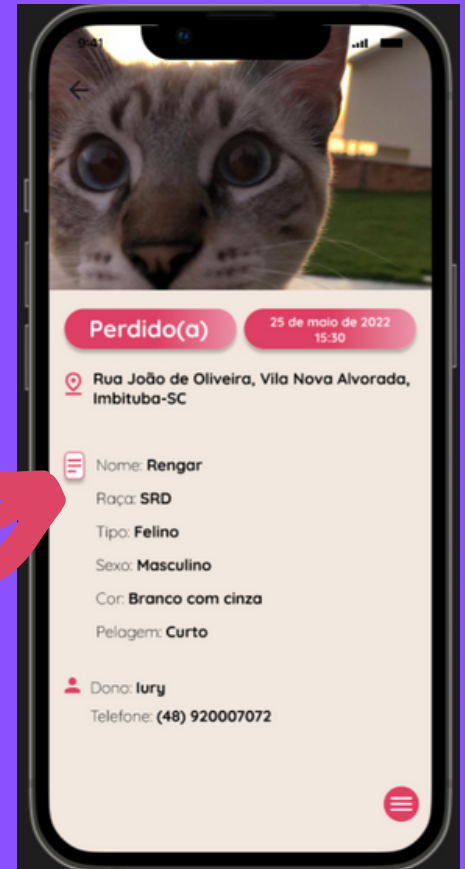 9:41
Perdido(a)
25 de maio de 2022
15:30
Rua João de Oliveira, Vila Nova Alvorada,
Imbituba-SC
Nome: Rengar
Raça: SRD
Tipo: Felino
Sexo: Masculino
Cor: Branco com cinza
Pelagem: Curto
Dono: Iury
Telefone: (48) 920007072